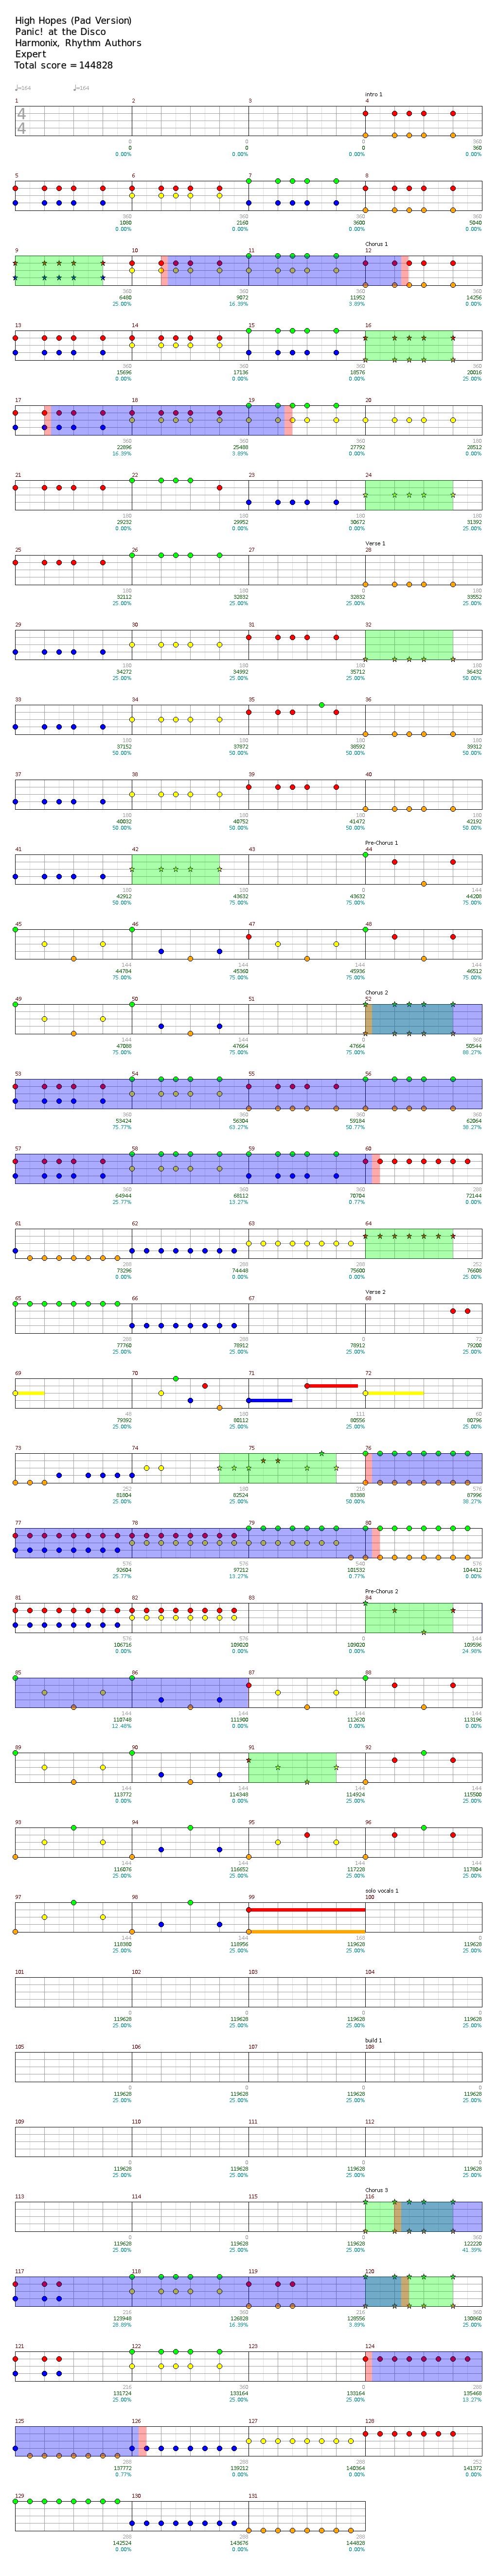 High Hopes (Pad Version)
Panic! at the Disco
Harmonix, Rhythm Authors
Expert
Total score = 144828
♩=164 ♩=164
intro 1
1 2 3 4
4
4
0 0 0 360
0 0 0 360
0.00% 0.00% 0.00% 0.00%
5 6 7 8
360 360 360 360
1080 2160 3600 5040
0.00% 0.00% 0.00% 0.00%
Chorus 1
9 10 11 12
360 360 360 360
6480 9072 11952 14256
25.00% 16.39% 3.89% 0.00%
13 14 15 16
360 360 360 360
15696 17136 18576 20016
0.00% 0.00% 0.00% 25.00%
17 18 19 20
360 360 360 180
22896 25488 27792 28512
16.39% 3.89% 0.00% 0.00%
21 22 23 24
180 180 180 180
29232 29952 30672 31392
0.00% 0.00% 0.00% 25.00%
Verse 1
25 26 27 28
180 180 0 180
32112 32832 32832 33552
25.00% 25.00% 25.00% 25.00%
29 30 31 32
180 180 180 180
34272 34992 35712 36432
25.00% 25.00% 25.00% 50.00%
33 34 35 36
180 180 180 180
37152 37872 38592 39312
50.00% 50.00% 50.00% 50.00%
37 38 39 40
180 180 180 180
40032 40752 41472 42192
50.00% 50.00% 50.00% 50.00%
Pre-Chorus 1
41 42 43 44
180 180 0 144
42912 43632 43632 44208
50.00% 75.00% 75.00% 75.00%
45 46 47 48
144 144 144 144
44784 45360 45936 46512
75.00% 75.00% 75.00% 75.00%
Chorus 2
49 50 51 52
144 144 0 360
47088 47664 47664 50544
75.00% 75.00% 75.00% 88.27%
53 54 55 56
360 360 360 360
53424 56304 59184 62064
75.77% 63.27% 50.77% 38.27%
57 58 59 60
360 360 360 288
64944 68112 70704 72144
25.77% 13.27% 0.77% 0.00%
61 62 63 64
288 288 288 252
73296 74448 75600 76608
0.00% 0.00% 0.00% 25.00%
Verse 2
65 66 67 68
288 288 0 72
77760 78912 78912 79200
25.00% 25.00% 25.00% 25.00%
69 70 71 72
48 180 111 60
79392 80112 80556 80796
25.00% 25.00% 25.00% 25.00%
73 74 75 76
252 180 216 576
81804 82524 83388 87996
25.00% 25.00% 50.00% 38.27%
77 78 79 80
576 576 540 576
92604 97212 101532 104412
25.77% 13.27% 0.77% 0.00%
Pre-Chorus 2
81 82 83 84
576 576 0 144
106716 109020 109020 109596
0.00% 0.00% 0.00% 24.98%
85 86 87 88
144 144 144 144
110748 111900 112620 113196
12.48% 0.00% 0.00% 0.00%
89 90 91 92
144 144 144 144
113772 114348 114924 115500
0.00% 0.00% 25.00% 25.00%
93 94 95 96
144 144 144 144
116076 116652 117228 117804
25.00% 25.00% 25.00% 25.00%
solo vocals 1
97 98 99 100
144 144 168 0
118380 118956 119628 119628
25.00% 25.00% 25.00% 25.00%
101 102 103 104
0 0 0 0
119628 119628 119628 119628
25.00% 25.00% 25.00% 25.00%
build 1
105 106 107 108
0 0 0 0
119628 119628 119628 119628
25.00% 25.00% 25.00% 25.00%
109 110 111 112
0 0 0 0
119628 119628 119628 119628
25.00% 25.00% 25.00% 25.00%
Chorus 3
113 114 115 116
0 0 0 360
119628 119628 119628 122220
25.00% 25.00% 25.00% 41.39%
117 118 119 120
216 360 216 360
123948 126828 128556 130860
28.89% 16.39% 3.89% 25.00%
121 122 123 124
216 360 0 288
131724 133164 133164 135468
25.00% 25.00% 25.00% 13.27%
125 126 127 128
288 288 288 252
137772 139212 140364 141372
0.77% 0.00% 0.00% 0.00%
129 130 131
288 288 288
142524 143676 144828
0.00% 0.00% 0.00%